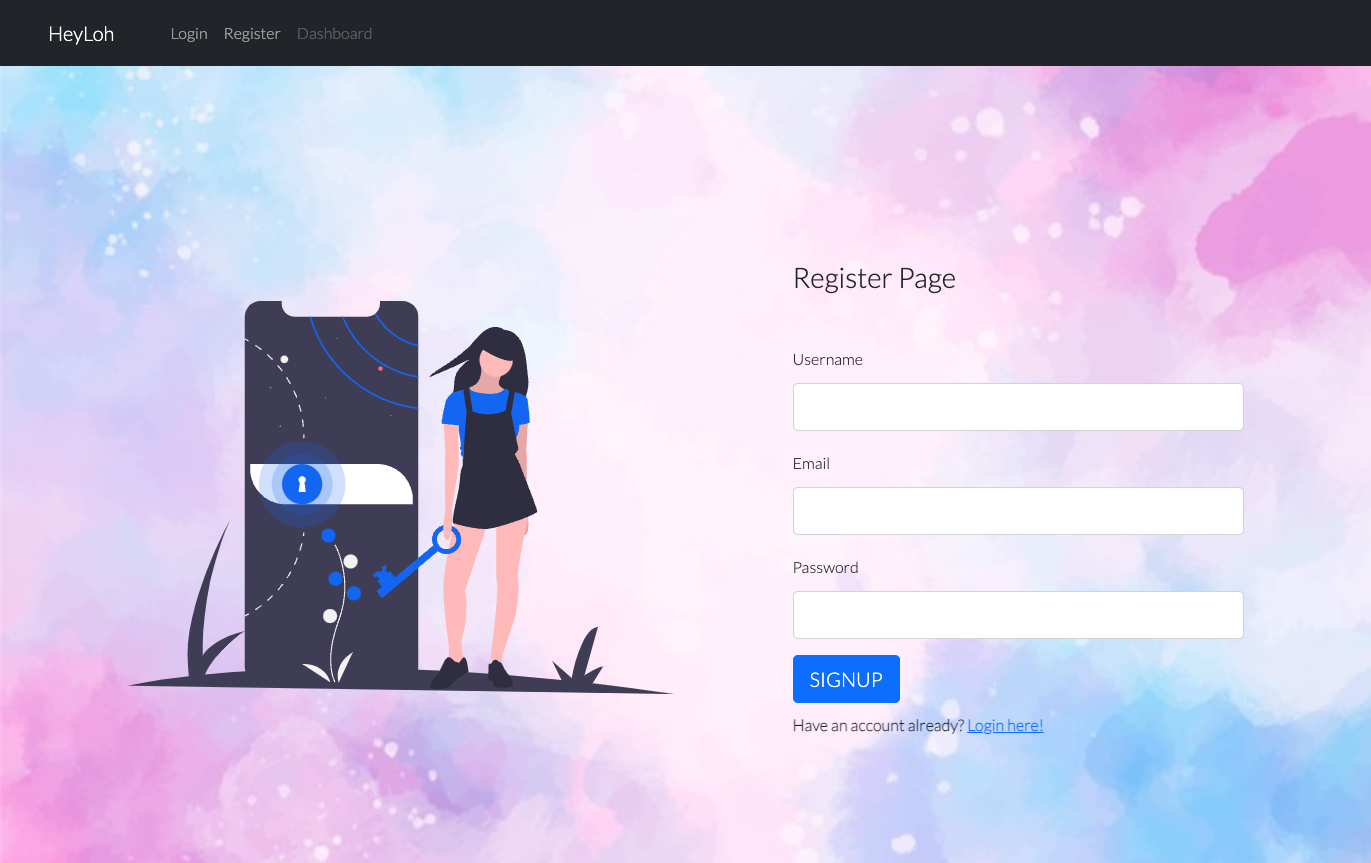 HeyLoh Login Register Dashboard
Register Page
Username
Email
Password
SIGNUP
Have an account already? Login here!